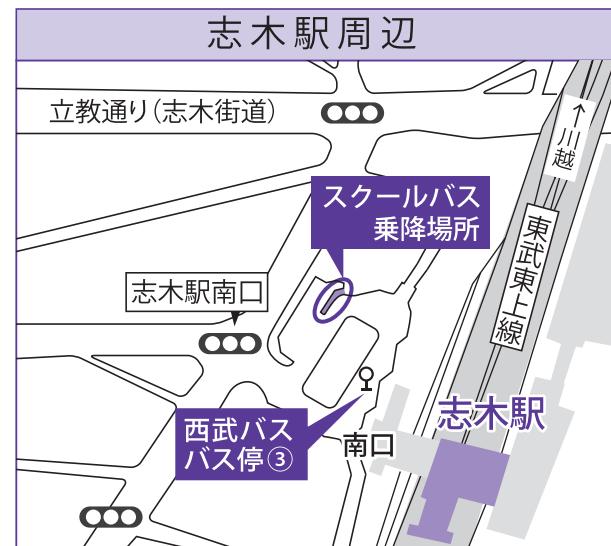 志木駅周辺
立教通り（志木街道）
↑川越
スクールバス
乗降場所
東武東上線
志木駅南口
志木駅
西武バス
バス停③
南口